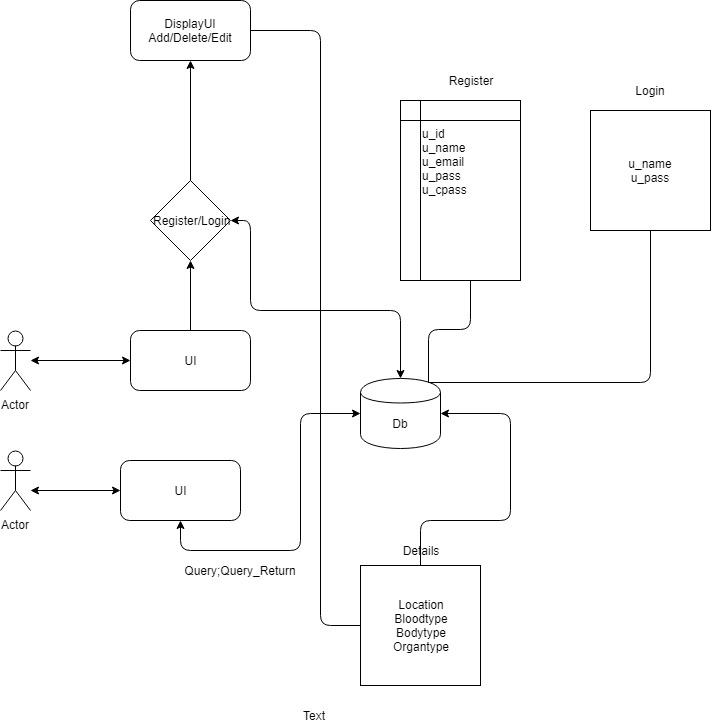 DisplayUI
Add/Delete/Edit
Register
Login
u_id
u_name
u_email
u_pass
u_cpass
u_name
u_pass
Register/Login
UI
Actor
Db
UI
Actor
Details
Query;Query_Return
Location
Bloodtype
Bodytype
Organtype
Text